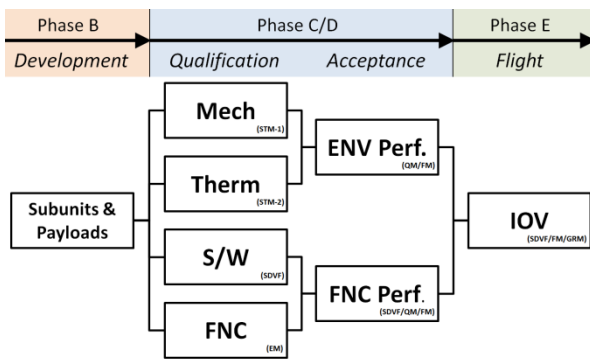 Phase B
Phase C/D
Phase E
Development
Qualification
Acceptance
Flight
Mech
(STM-1)
ENV Perf.
(QM/FM)
Therm
(STM-2)
Subunits &
Payloads
IOV
(SDVF/FM/GRM)
S/W
(SDVF)
FNC Perf.
(SDVF/QM/FM)
FNC
(EM)